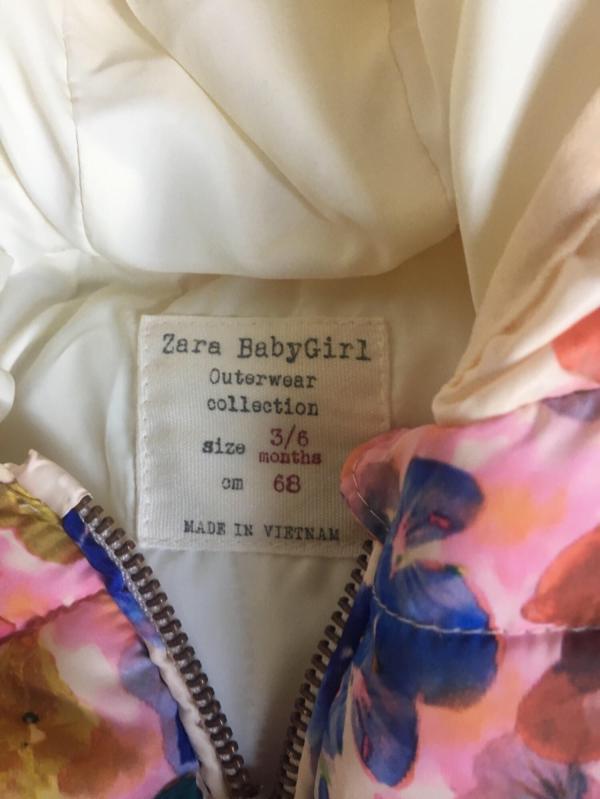 Zara BabyGirl
Outerwear
collection
size 3/6 months
cm 68
MADE IN VIETNAM